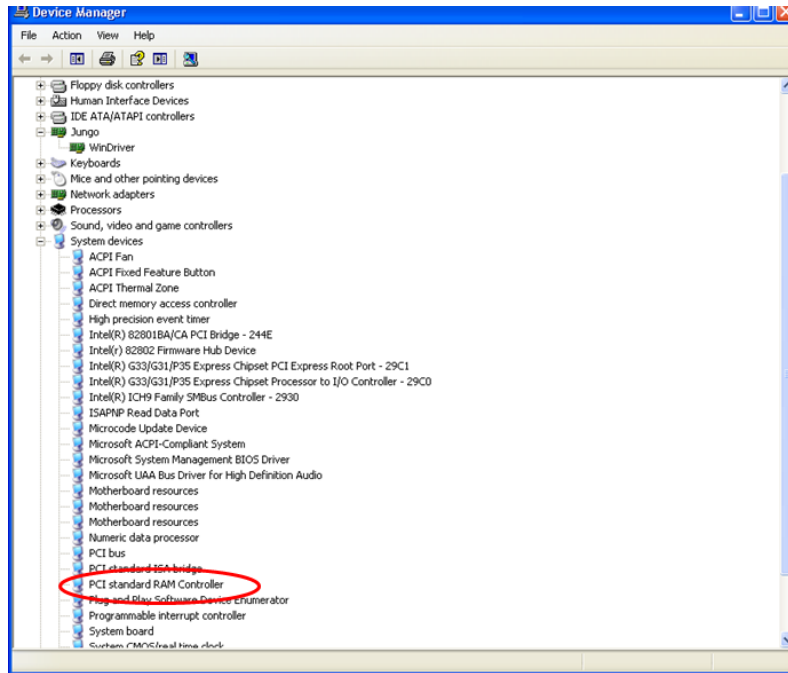 Device Manager
File Action View Help
Floppy disk controllers
Human Interface Devices
IDE ATA/ATAPI controllers
Jungo
WinDriver
Keyboards
Mice and other pointing devices
Network adapters
Processors
Sound, video and game controllers
System devices
ACPI Fan
ACPI Fixed Feature Button
ACPI Thermal Zone
Direct memory access controller
High precision event timer
Intel(R) 82801BA/CA PCI Bridge - 244E
Intel(r) 82802 Firmware Hub Device
Intel(R) G33/G31/P35 Express Chipset PCI Express Root Port - 29C1
Intel(R) G33/G31/P35 Express Chipset Processor to I/O Controller - 29C0
Intel(R) ICH9 Family SMBus Controller - 2930
ISAPNP Read Data Port
Microcode Update Device
Microsoft ACPI-Compliant System
Microsoft System Management BIOS Driver
Microsoft UAA Bus Driver for High Definition Audio
Motherboard resources
Motherboard resources
Motherboard resources
Numeric data processor
PCI bus
PCI standard ISA bridge
PCI standard RAM Controller
Plug and Play Software Device Enumerator
Programmable interrupt controller
System board
System CMOS/real time clock